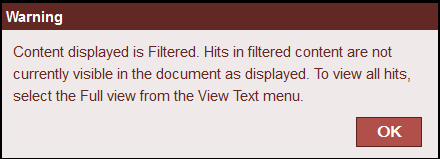 Warning
Content displayed is Filtered. Hits in filtered content are not
currently visible in the document as displayed. To view all hits,
select the Full view from the View Text menu.
OK